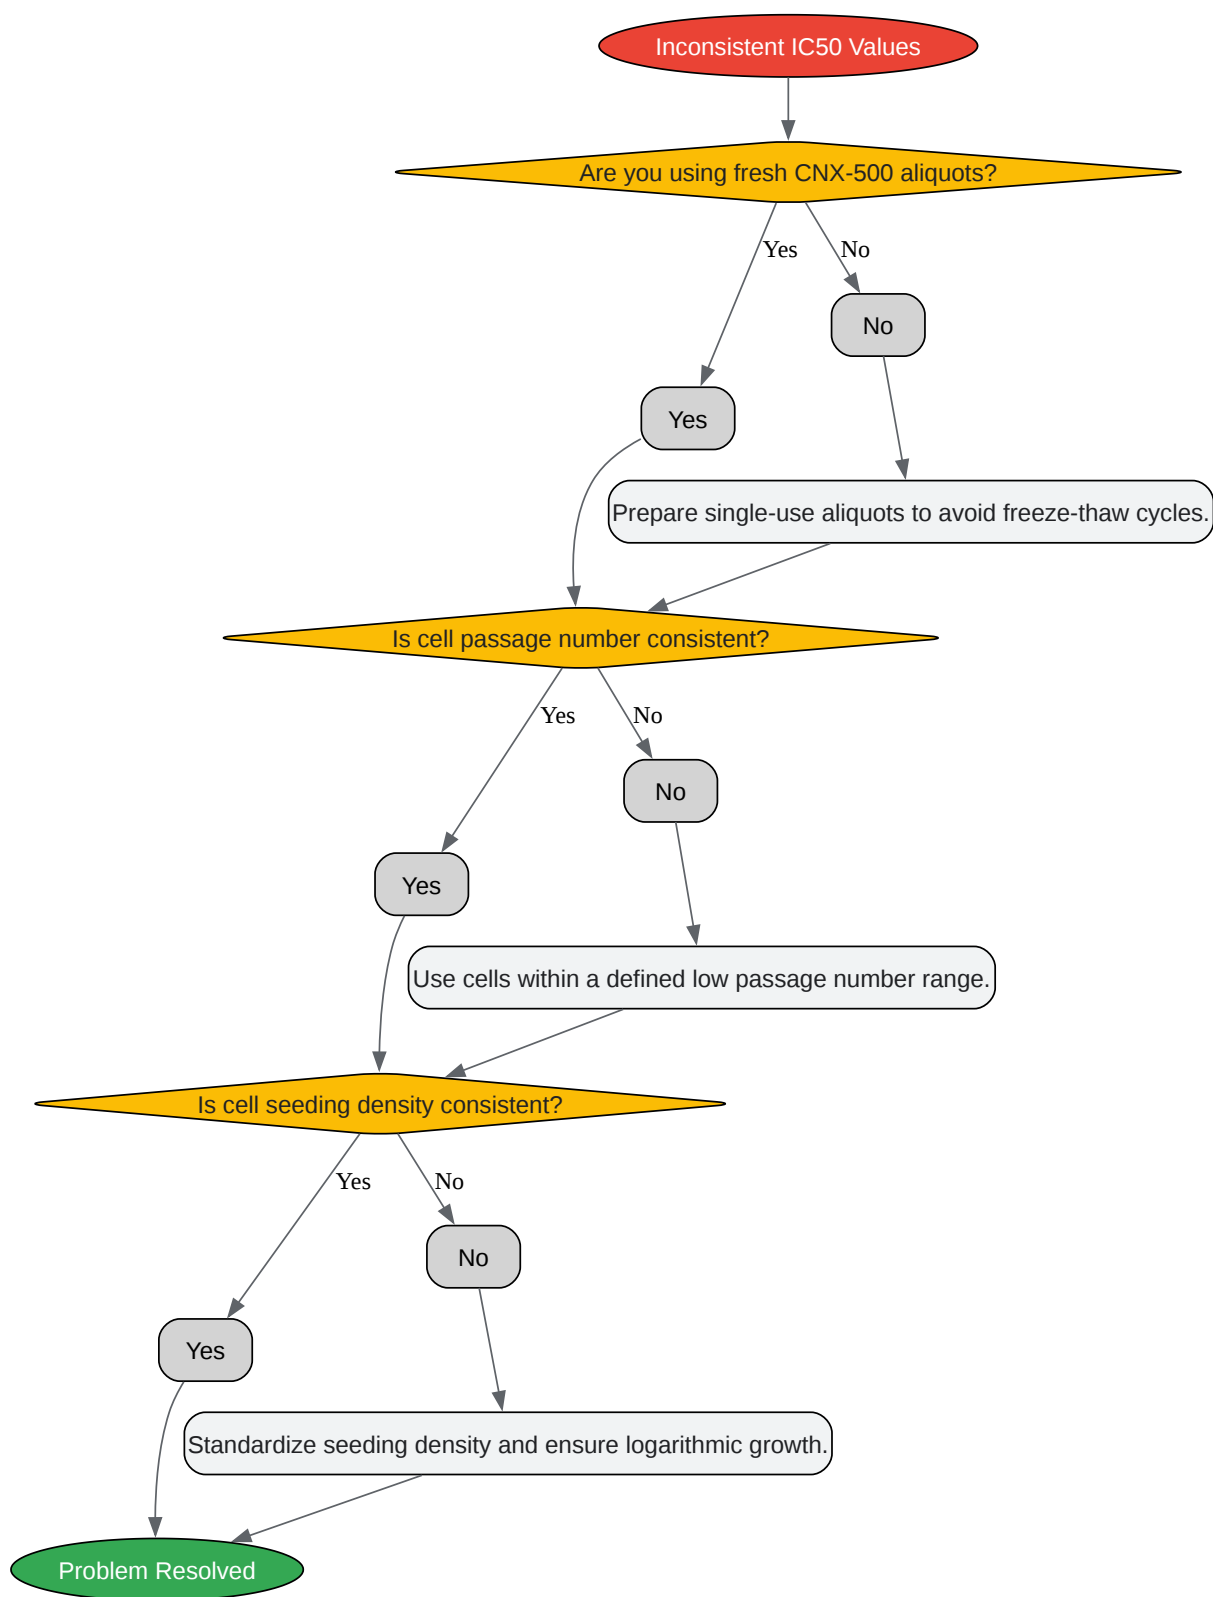 Inconsistent IC50 Values
Are you using fresh CNX-500 aliquots?
Yes
No
No
Yes
Prepare single-use aliquots to avoid freeze-thaw cycles.
Is cell passage number consistent?
Yes
No
No
Yes
Use cells within a defined low passage number range.
Is cell seeding density consistent?
Yes
No
No
Yes
Standardize seeding density and ensure logarithmic growth.
Problem Resolved